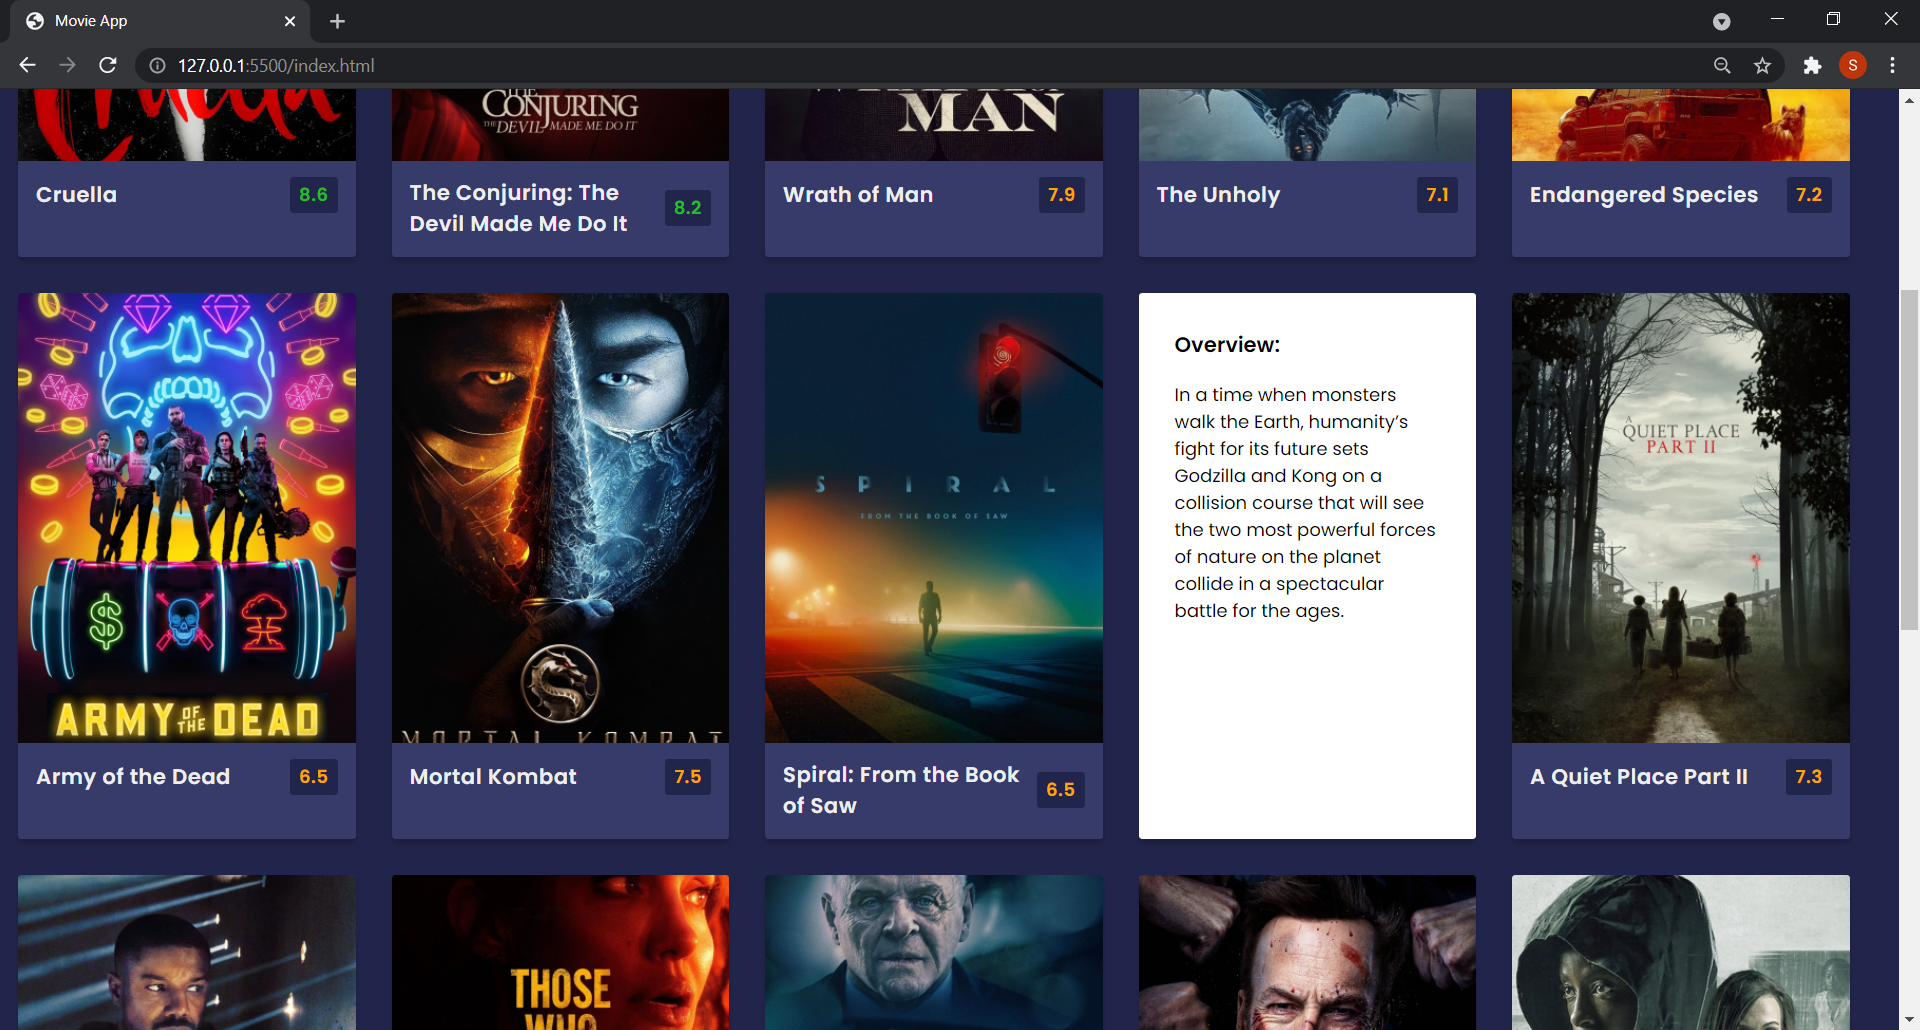 Movie App
127.0.0.1:5500/index.html
S
Cruella
THE
CONJURING
THE DEVIL MADE ME DO IT
MAN
Cruella
8.6
The Conjuring: The
Devil Made Me Do It
8.2
Wrath of Man
7.9
The Unholy
7.1
Endangered Species
7.2
SPIRAL
FROM THE BOOK OF SAW
Overview:
In a time when monsters
walk the Earth, humanity’s
fight for its future sets
Godzilla and Kong on a
collision course that will see
the two most powerful forces
of nature on the planet
collide in a spectacular
battle for the ages.
A
QUIET PLACE
PART II
$
ARMY OF THE DEAD
MORTAL KOMBAT
Army of the Dead
6.5
Mortal Kombat
7.5
Spiral: From the Book
of Saw
6.5
A Quiet Place Part II
7.3
THOSE
WHO